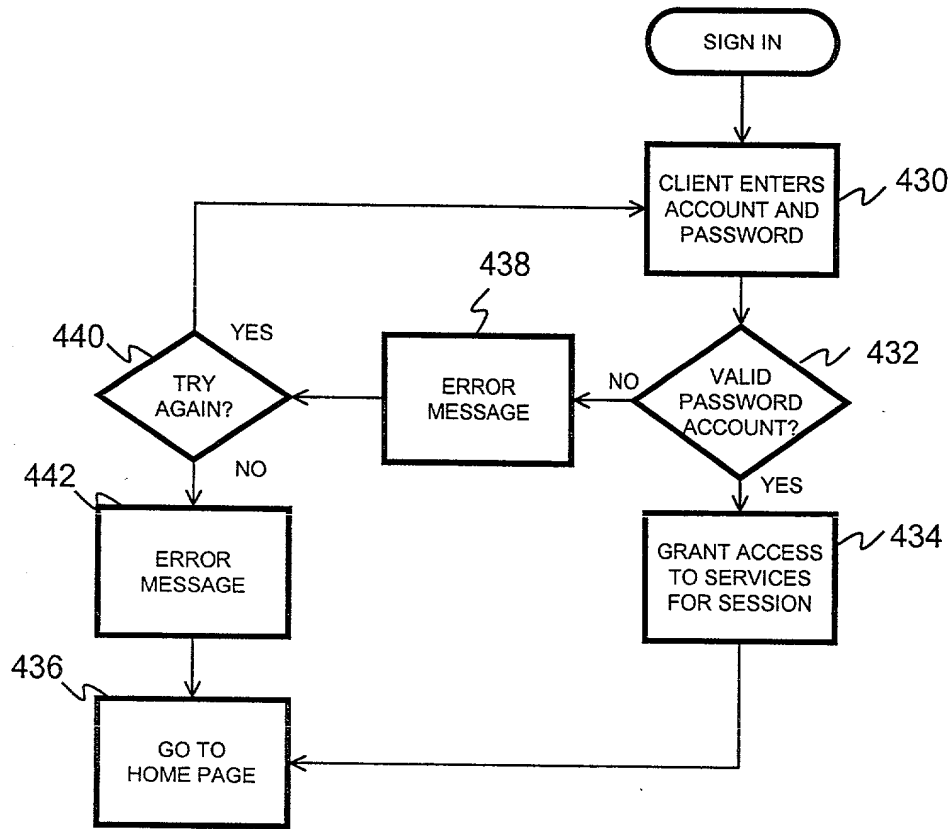 SIGN IN
CLIENT ENTERS
ACCOUNT AND
PASSWORD
430
438
440
YES
TRY
AGAIN?
ERROR
MESSAGE
NO
VALID
PASSWORD
ACCOUNT?
432
NO
YES
442
ERROR
MESSAGE
GRANT ACCESS
TO SERVICES
FOR SESSION
434
436
GO TO
HOME PAGE